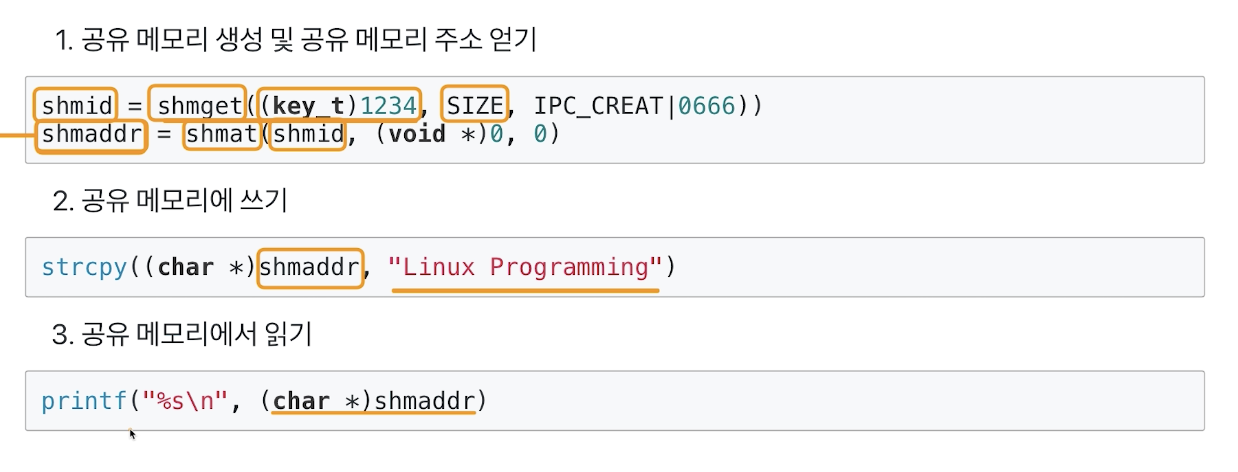 1. 공유 메모리 생성 및 공유 메모리 주소 얻기
shmid = shmget((key_t)1234, SIZE, IPC_CREAT|0666))
shmaddr = shmat(shmid, (void *)0, 0)
2. 공유 메모리에 쓰기
strcpy((char *)shmaddr, "Linux Programming")
3. 공유 메모리에서 읽기
printf("%s\n", (char *)shmaddr)